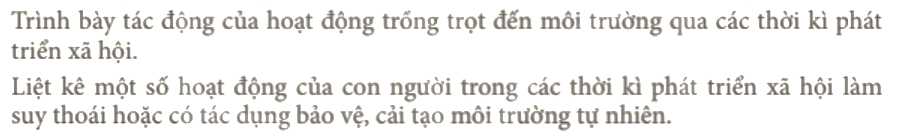 Trình bày tác động của hoạt động trồng trọt đến môi trường qua các thời kì phát
triển xã hội.
Liệt kê một số hoạt động của con người trong các thời kì phát triển xã hội làm
suy thoái hoặc có tác dụng bảo vệ, cải tạo môi trường tự nhiên.